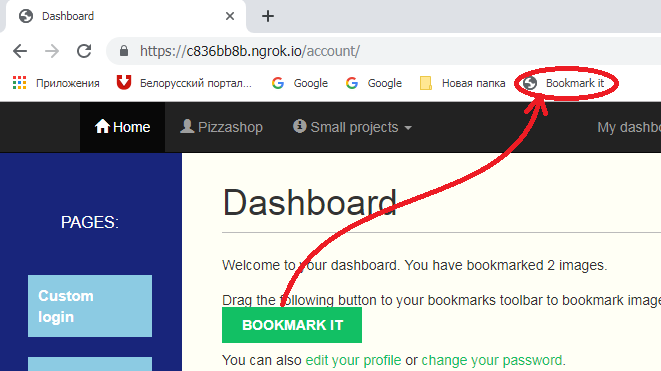 Dashboard
https://c836bb8b.ngrok.io/account/
Приложения Белорусский портал... Google Google Новая папка Bookmark it
Home Pizzashop Small projects My dashbo
PAGES:
Custom
login
Dashboard
Welcome to your dashboard. You have bookmarked 2 images.
Drag the following button to your bookmarks toolbar to bookmark image
BOOKMARK IT
You can also edit your profile or change your password.